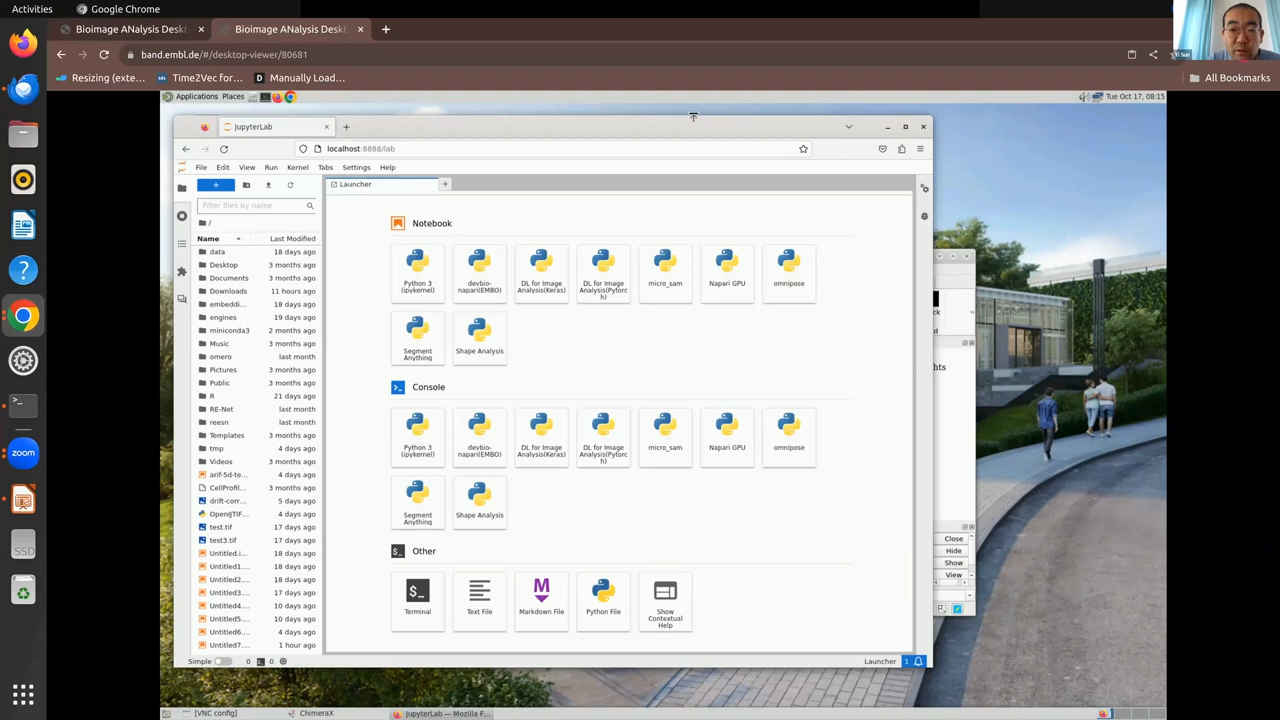 Activities
Google Chrome
Bioimage ANalysis Deskt
Bioimage ANalysis Deskt
band.embl.de/#/desktop-viewer/80681
Resizing (exte...
Time2Vec for...
Manually Load...
All Bookmarks
Yi Sun
Applications Places
Tue Oct 17, 08:15
JupyterLab
localhost:8888/lab
File Edit View Run Kernel Tabs Settings Help
Launcher
Filter files by name
/
Name
Last Modified
data 18 days ago
Desktop 3 months ago
Documents 3 months ago
Downloads 11 hours ago
embeddi... 18 days ago
engines 19 days ago
miniconda3 2 months ago
Music 3 months ago
omero last month
Pictures 3 months ago
Public 3 months ago
R 21 days ago
RE-Net last month
reesn last month
Templates 3 months ago
tmp 4 days ago
Videos 3 months ago
arif-5d-te... 4 days ago
CellProfil... 3 months ago
drift-corr... 5 days ago
OpenIJTIF... 4 days ago
test.tif 17 days ago
test3.tif 17 days ago
Untitled.i... 18 days ago
Untitled1... 18 days ago
Untitled2... 18 days ago
Untitled3... 17 days ago
Untitled4... 10 days ago
Untitled5... 10 days ago
Untitled6... 4 days ago
Untitled7... 1 hour ago
Notebook
Python 3
(ipykernel)
devbio-
napari(EMBO)
DL for Image
Analysis(Keras)
DL for Image
Analysis(Pytorc
h)
micro_sam
Napari GPU
omnipose
Segment
Anything
Shape Analysis
Console
Python 3
(ipykernel)
devbio-
napari(EMBO)
DL for Image
Analysis(Keras)
DL for Image
Analysis(Pytorc
h)
micro_sam
Napari GPU
omnipose
Segment
Anything
Shape Analysis
Other
$_
Terminal
Text File
Markdown File
Python File
Show
Contextual
Help
Simple
0
0
Launcher
1
ck
d
hts
Close
Hide
Show
View
zoom
SSD
[VNC config]
ChimeraX
JupyterLab — Mozilla F...